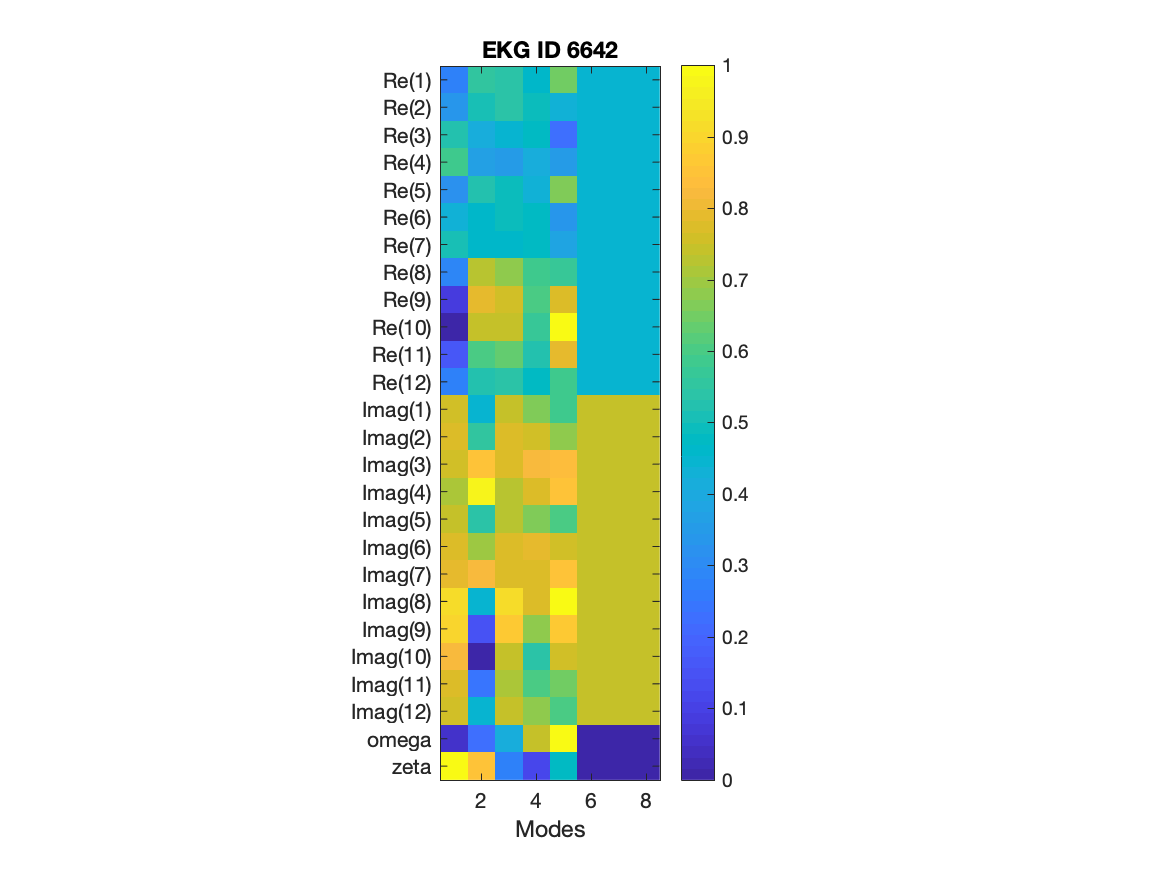 EKG ID 6642
Re(1)
Re(2)
Re(3)
Re(4)
Re(5)
Re(6)
Re(7)
Re(8)
Re(9)
Re(10)
Re(11)
Re(12)
Imag(1)
Imag(2)
Imag(3)
Imag(4)
Imag(5)
Imag(6)
Imag(7)
Imag(8)
Imag(9)
Imag(10)
Imag(11)
Imag(12)
omega
zeta
2 4 6 8
Modes
1
0.9
0.8
0.7
0.6
0.5
0.4
0.3
0.2
0.1
0